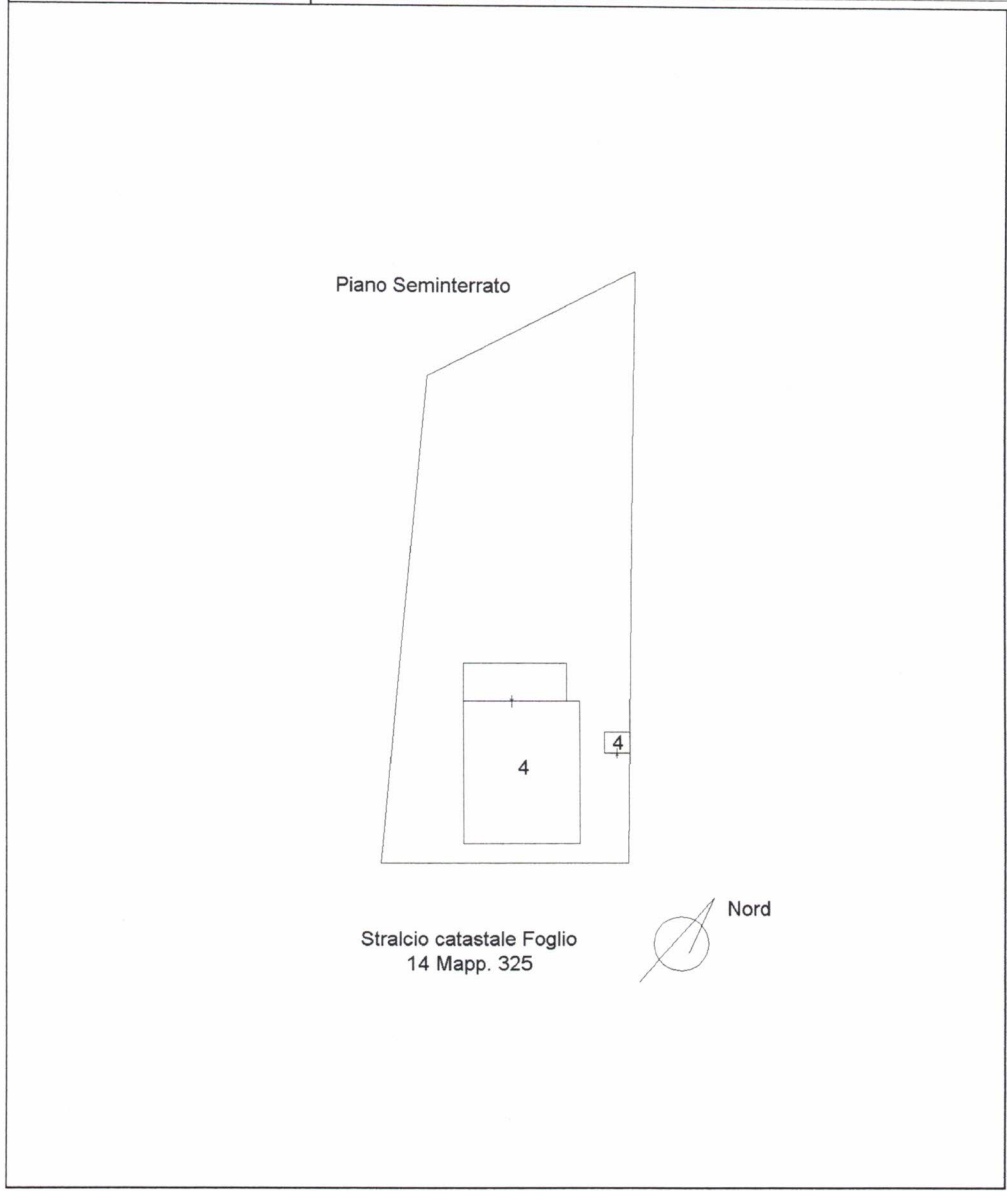 Piano Seminterrato
4
4
Nord
Stralcio catastale Foglio
14 Mapp. 325